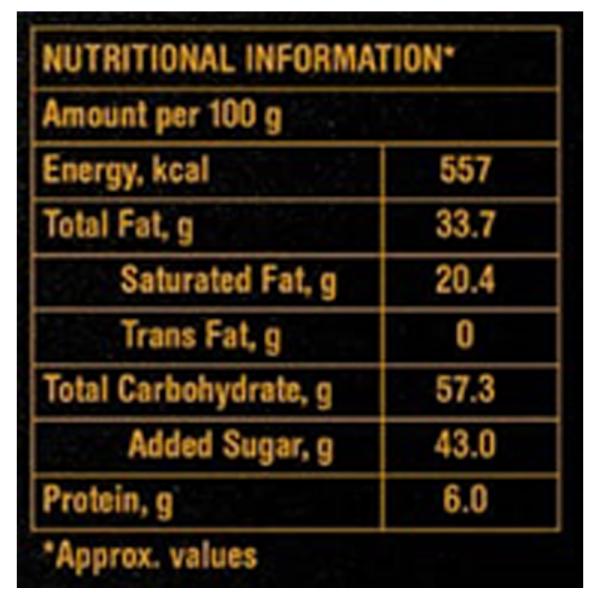 NUTRITIONAL INFORMATION*
Amount per 100 g
Energy, kcal 557
Total Fat, g 33.7
Saturated Fat, g 20.4
Trans Fat, g 0
Total Carbohydrate, g 57.3
Added Sugar, g 43.0
Protein, g 6.0
*Approx. values